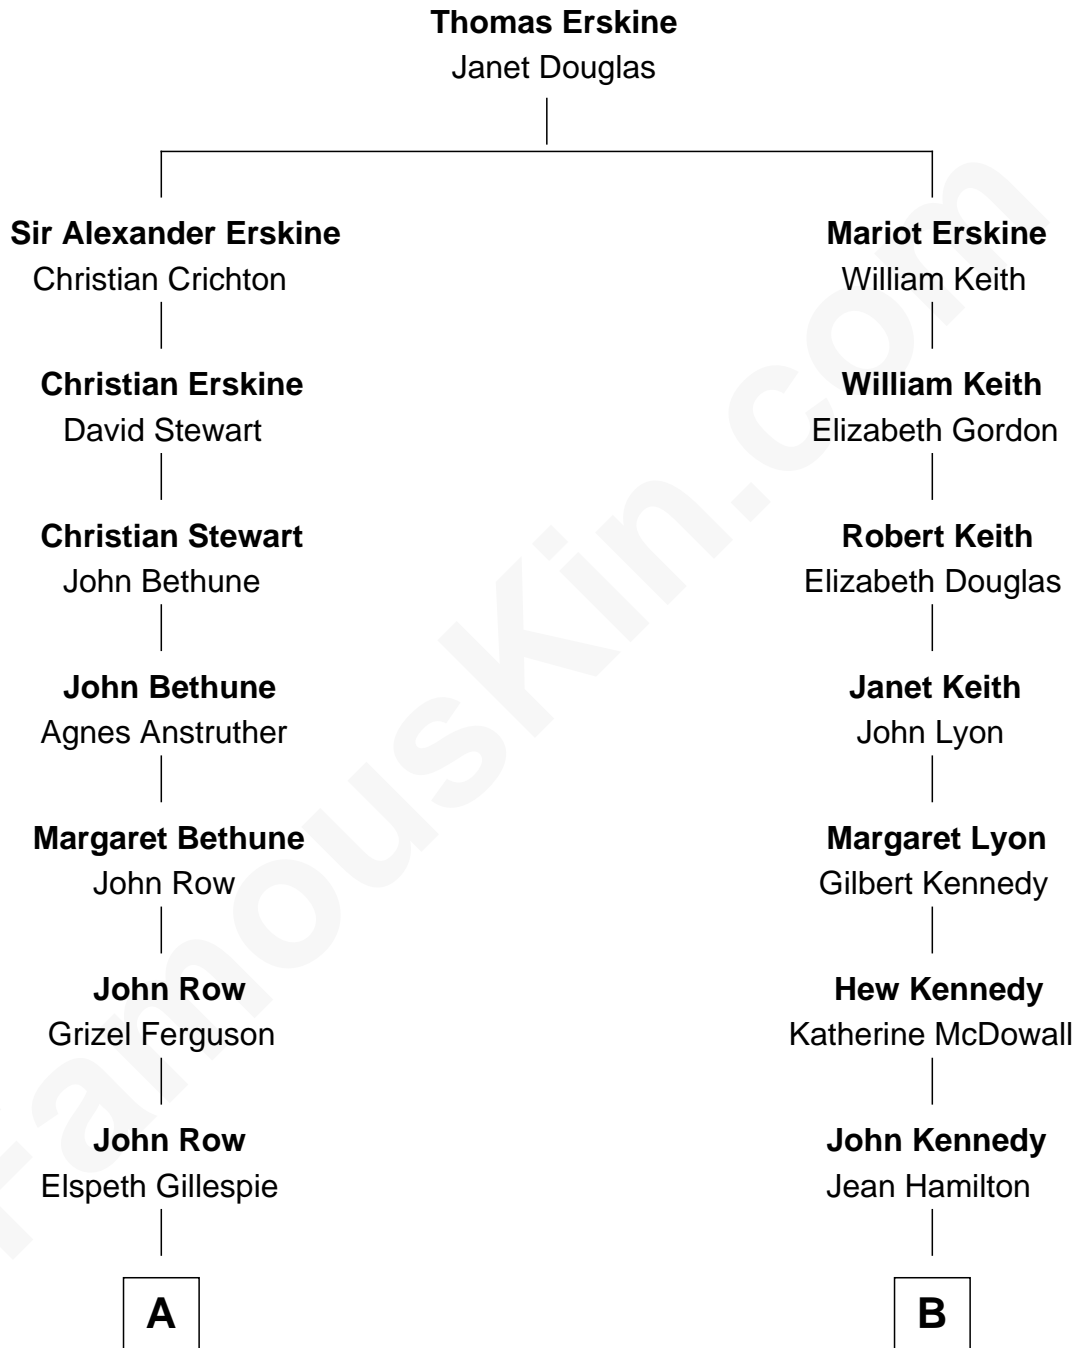 Thomas Erskine
Janet Douglas
Sir Alexander Erskine
Christian Crichton
Christian Erskine
David Stewart
Christian Stewart
John Bethune
John Bethune
Agnes Anstruther
Margaret Bethune
John Row
John Row
Grizel Ferguson
John Row
Elspeth Gillespie
A
Mariot Erskine
William Keith
William Keith
Elizabeth Gordon
Robert Keith
Elizabeth Douglas
Janet Keith
John Lyon
Margaret Lyon
Gilbert Kennedy
Hew Kennedy
Katherine McDowall
John Kennedy
Jean Hamilton
B
FamousKin.com